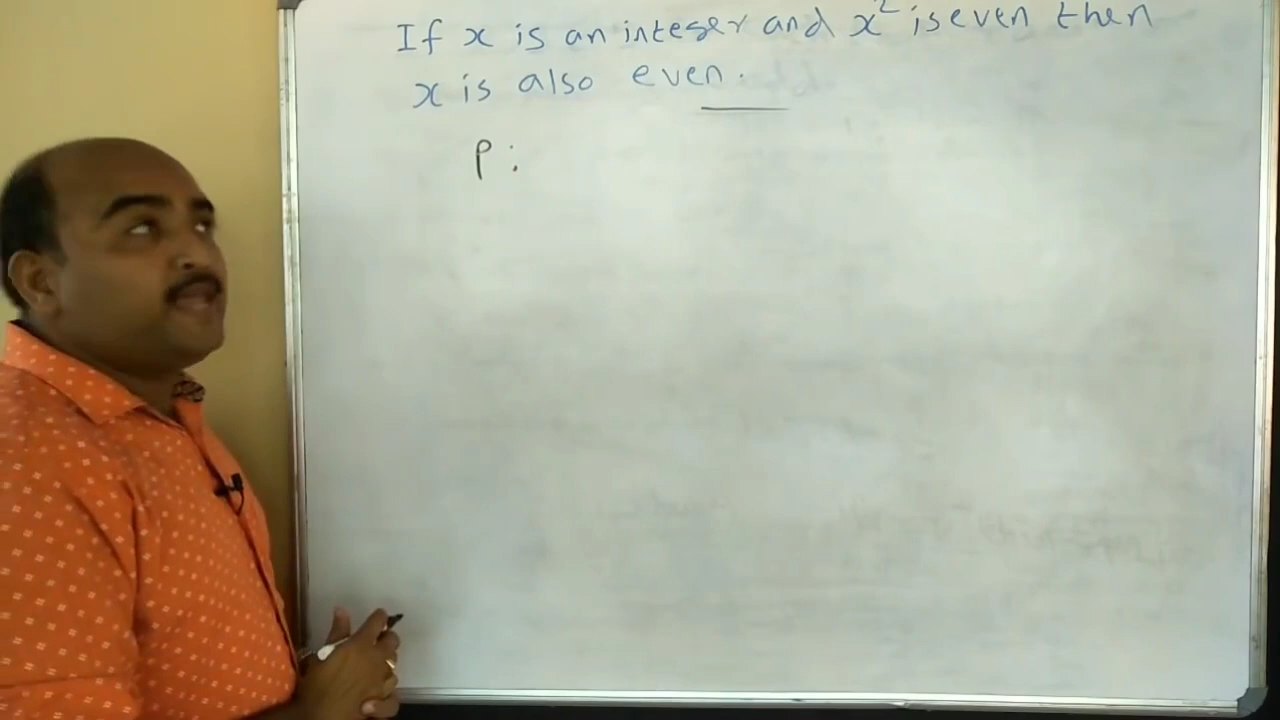 If x is an integer and x² is even then
x is also even.
P :